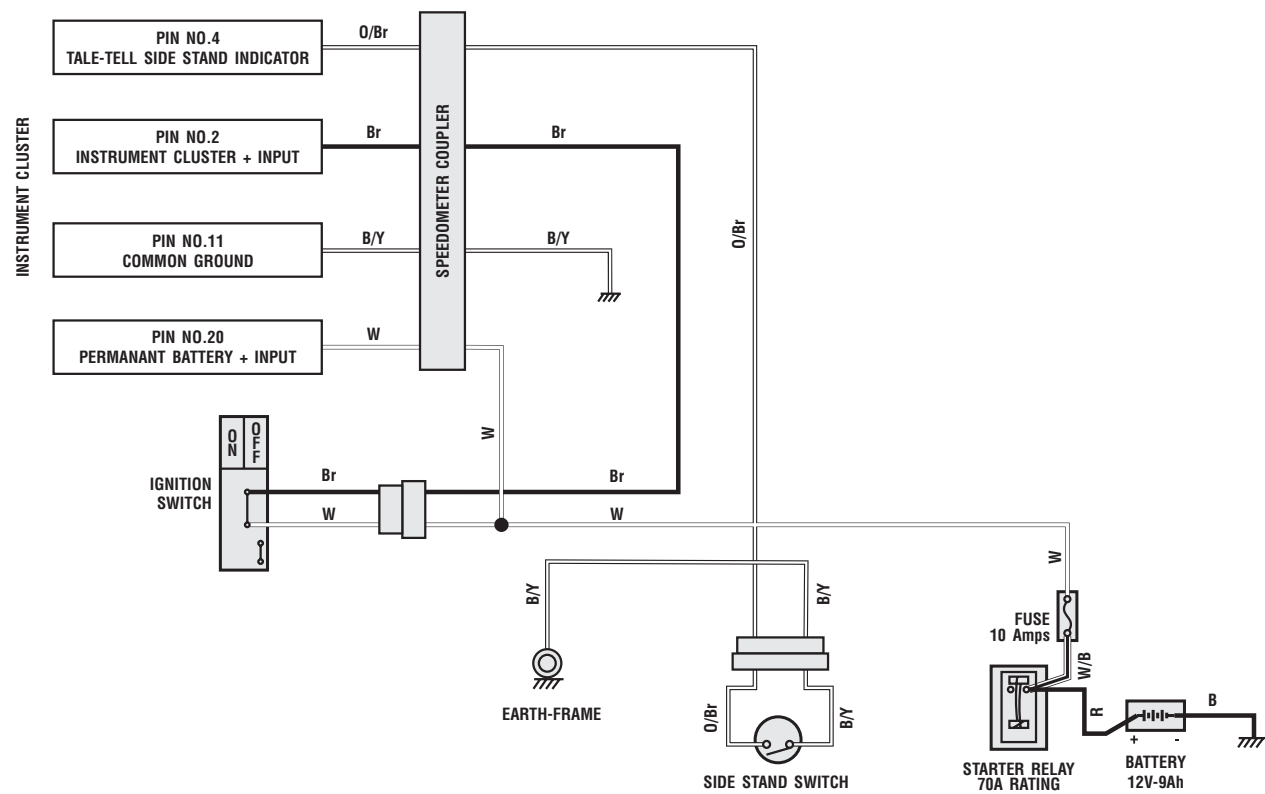 PIN NO.4
TALE-TELL SIDE STAND INDICATOR
O/Br
INSTRUMENT CLUSTER
PIN NO.2
INSTRUMENT CLUSTER + INPUT
Br
SPEEDOMETER COUPLER
Br
PIN NO.11
COMMON GROUND
B/Y
B/Y
O/Br
PIN NO.20
PERMANANT BATTERY + INPUT
W
W
ON
OFF
IGNITION
SWITCH
Br
Br
W
W
W
B/Y
B/Y
FUSE
10 Amps
W/B
EARTH-FRAME
O/Br
B/Y
SIDE STAND SWITCH
R
B
+
-
STARTER RELAY
70A RATING
BATTERY
12V-9Ah